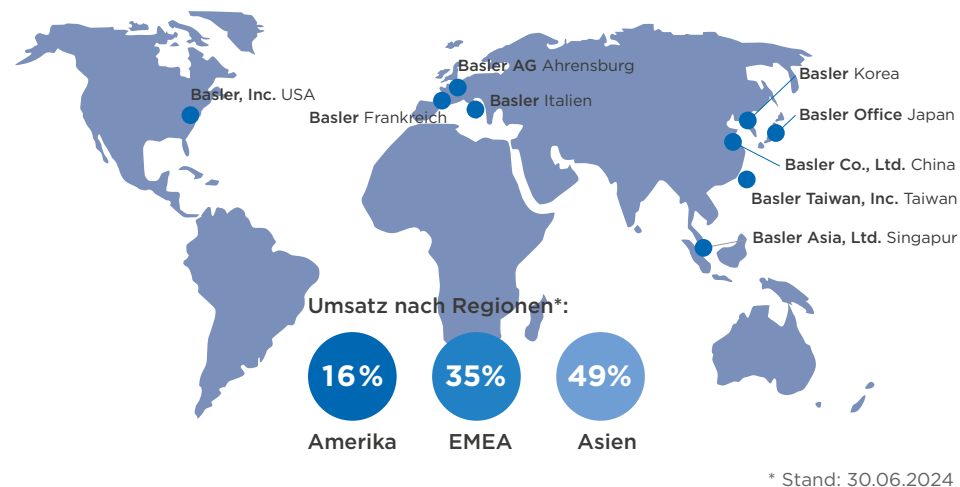 Basler AG Ahrensburg
Basler, Inc. USA
Basler Italien
Basler Frankreich
Basler Korea
Basler Office Japan
Basler Co., Ltd. China
Basler Taiwan, Inc. Taiwan
Basler Asia, Ltd. Singapur
Umsatz nach Regionen*:
16% 35% 49%
Amerika EMEA Asien
* Stand: 30.06.2024